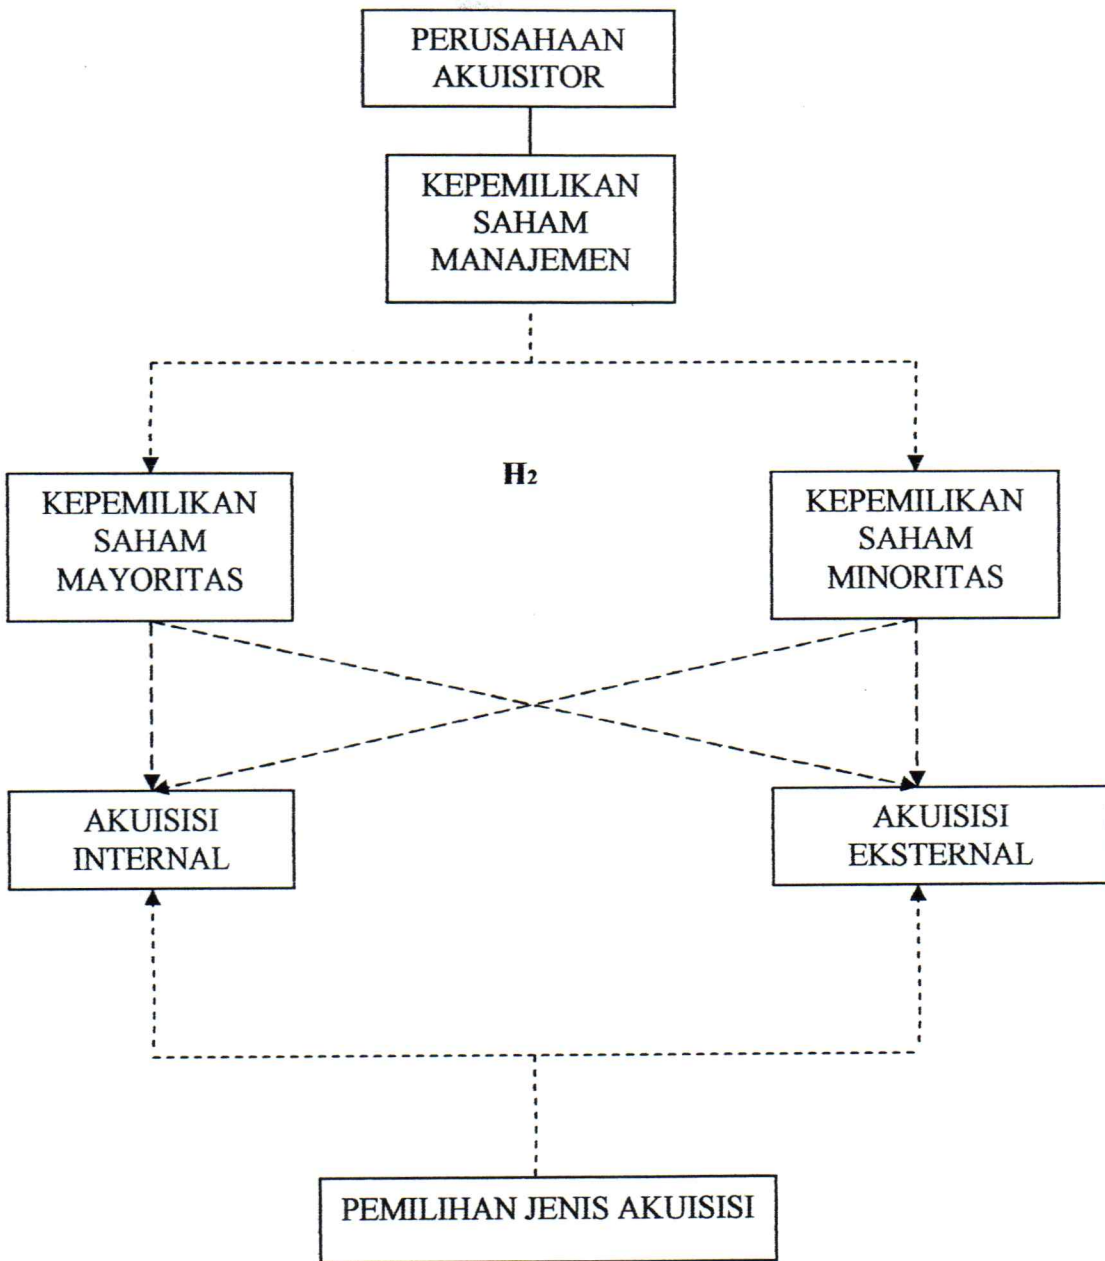 PERUSAHAAN
AKUISITOR
KEPEMILIKAN
SAHAM
MANAJEMEN
H2
KEPEMILIKAN
SAHAM
MAYORITAS
KEPEMILIKAN
SAHAM
MINORITAS
AKUISISI
INTERNAL
AKUISISI
EKSTERNAL
PEMILIHAN JENIS AKUISISI